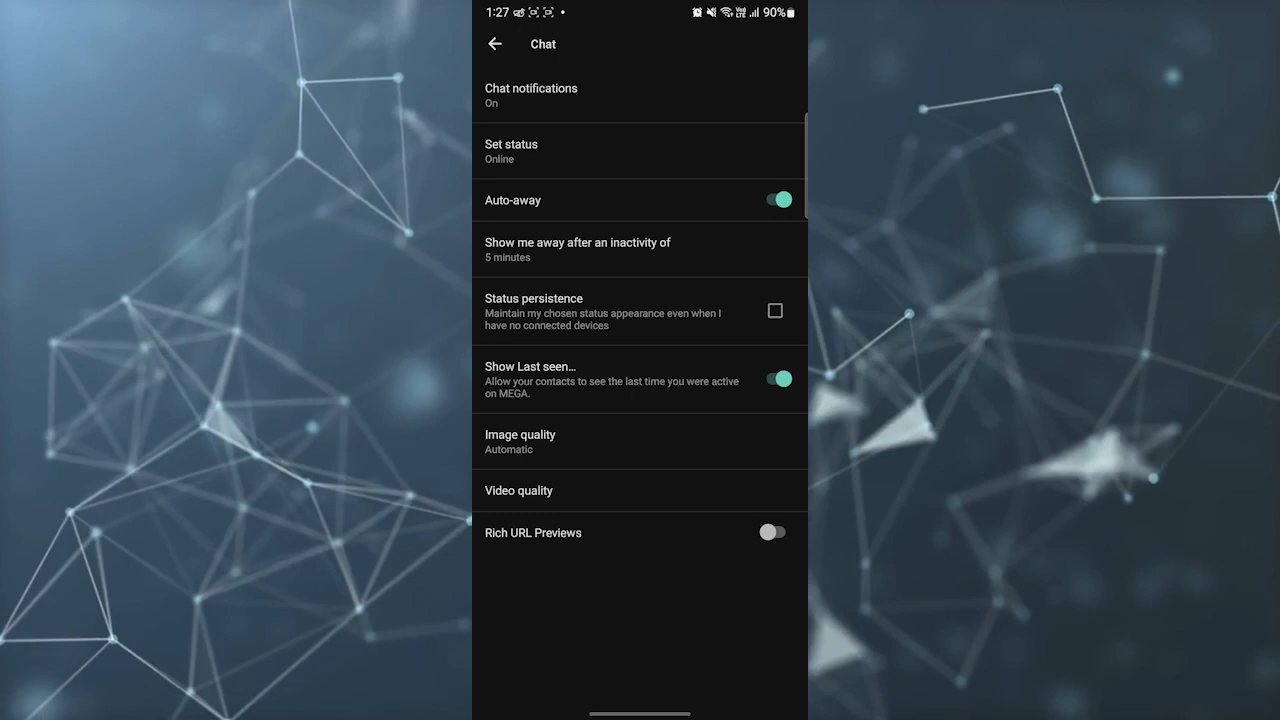 1:27 90%
Vo))
LTE
Chat
Chat notifications
On
Set status
Online
Auto-away
Show me away after an inactivity of
5 minutes
Status persistence
Maintain my chosen status appearance even when I
have no connected devices
Show Last seen...
Allow your contacts to see the last time you were active
on MEGA.
Image quality
Automatic
Video quality
Rich URL Previews